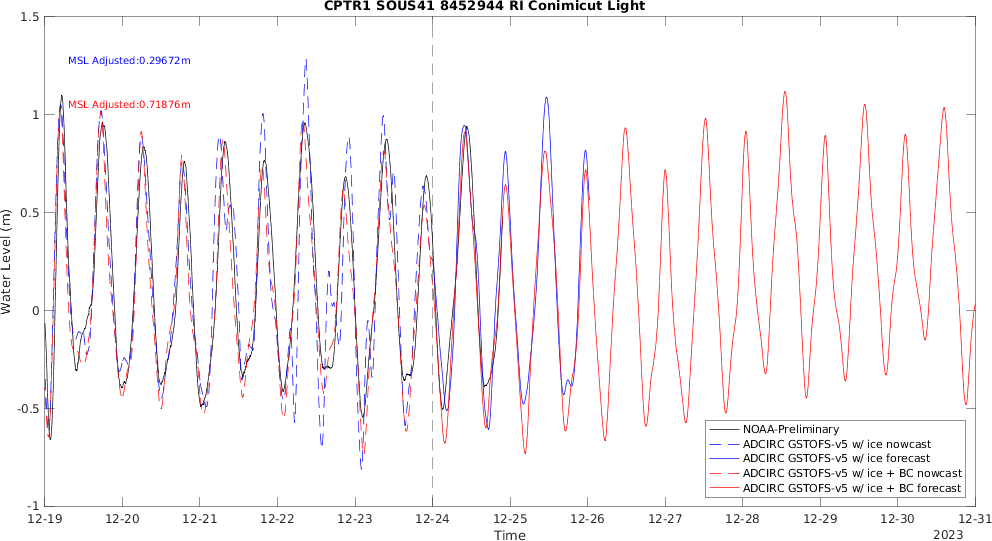 CPTR1 SOUS41 8452944 RI Conimicut Light
1.5
MSL Adjusted:0.29672m
MSL Adjusted:0.71876m
1
0.5
0
-0.5
-1
Water Level (m)
NOAA-Preliminary
ADCIRC GSTOFS-v5 w/ ice nowcast
ADCIRC GSTOFS-v5 w/ ice forecast
ADCIRC GSTOFS-v5 w/ ice + BC nowcast
ADCIRC GSTOFS-v5 w/ ice + BC forecast
12-19 12-20 12-21 12-22 12-23 12-24 12-25 12-26 12-27 12-28 12-29 12-30 12-31
Time
2023